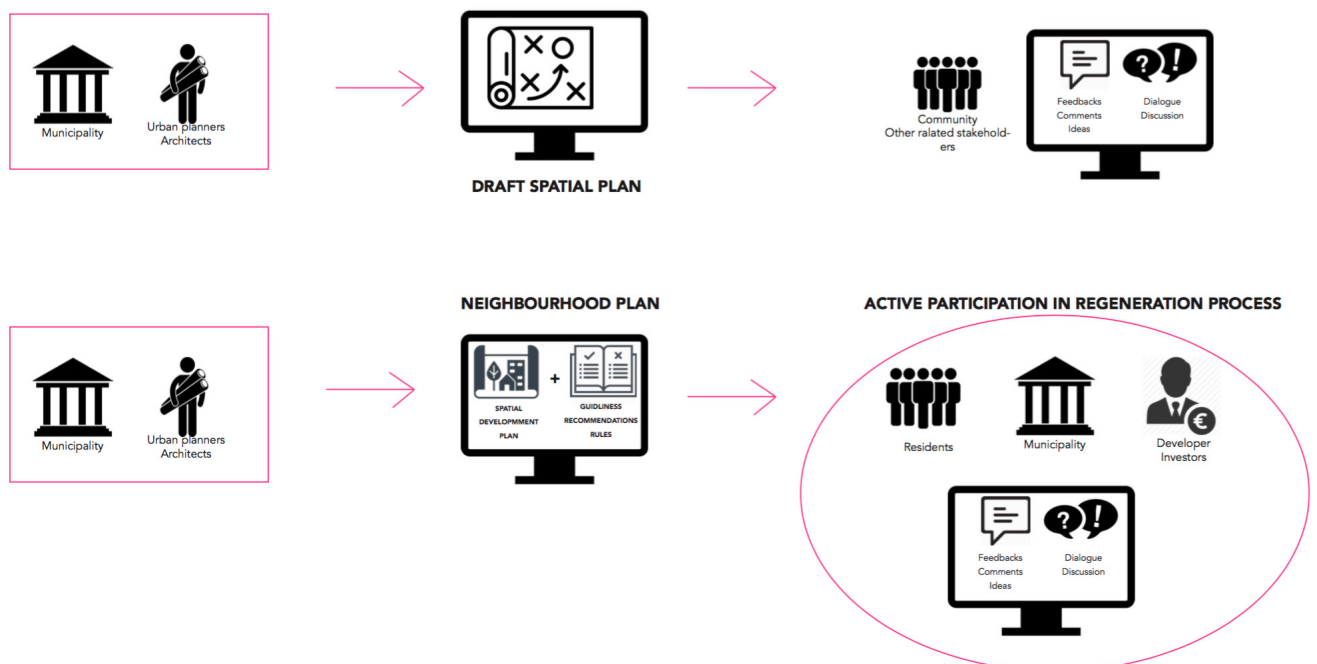 Municipality
Urban planners
Architects
DRAFT SPATIAL PLAN
Community
Other ralated stakehold-
ers
Feedbacks
Comments
Ideas
Dialogue
Discussion
?
!
NEIGHBOURHOOD PLAN
ACTIVE PARTICIPATION IN REGENERATION PROCESS
Municipality
Urban planners
Architects
SPATIAL
DEVELOPMMENT
PLAN
+
GUIDLINESS
RECOMMENDATIONS
RULES
Residents
Municipality
€
Developer
Investors
Feedbacks
Comments
Ideas
?
!
Dialogue
Discussion